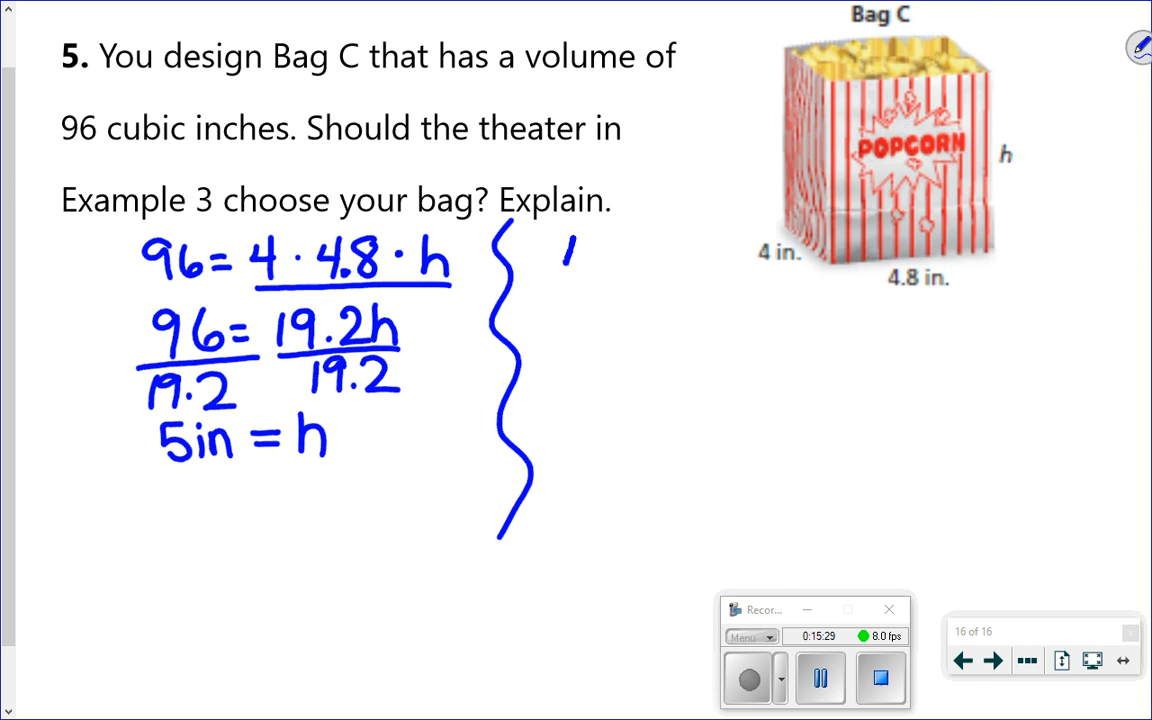 Bag C
5. You design Bag C that has a volume of
96 cubic inches. Should the theater in
Example 3 choose your bag? Explain.
POPCORN
h
4 in.
4.8 in.
96 = 4 · 4.8 · h
96 = 19.2h
19.2 19.2
5in = h
Recor...
Menu
0:15:29
8.0 fps
16 of 16